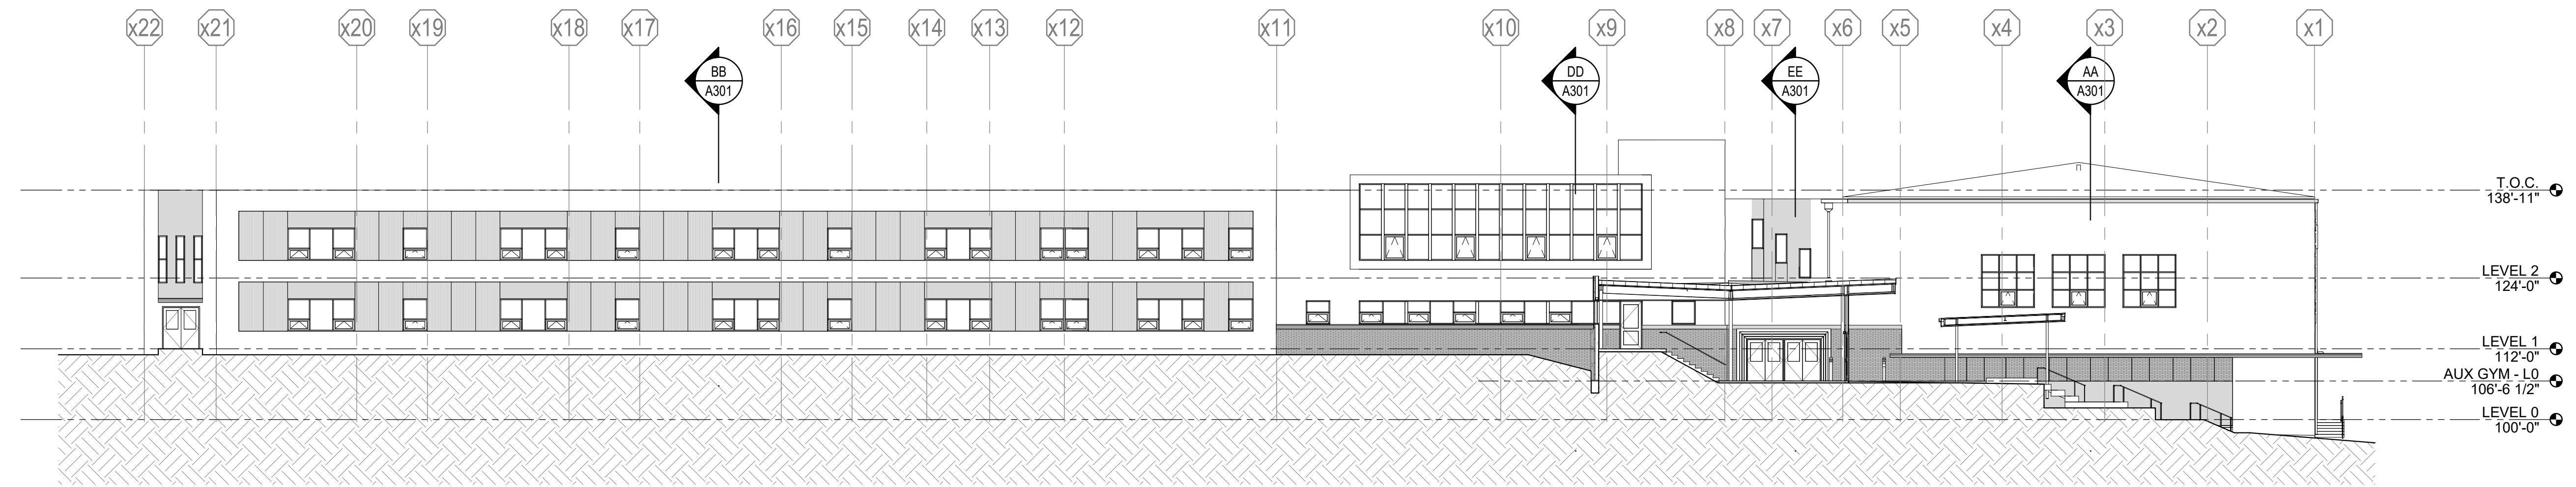 x22
x21
x20
x19
x18
x17
x16
x15
x14
x13
x12
x11
x10
x9
x8
x7
x6
x5
x4
x3
x2
x1
BB
A301
DD
A301
EE
A301
AA
A301
T.O.C.
138'-11"
LEVEL 2
124'-0"
LEVEL 1
112'-0"
AUX GYM - L0
106'-6 1/2"
LEVEL 0
100'-0"